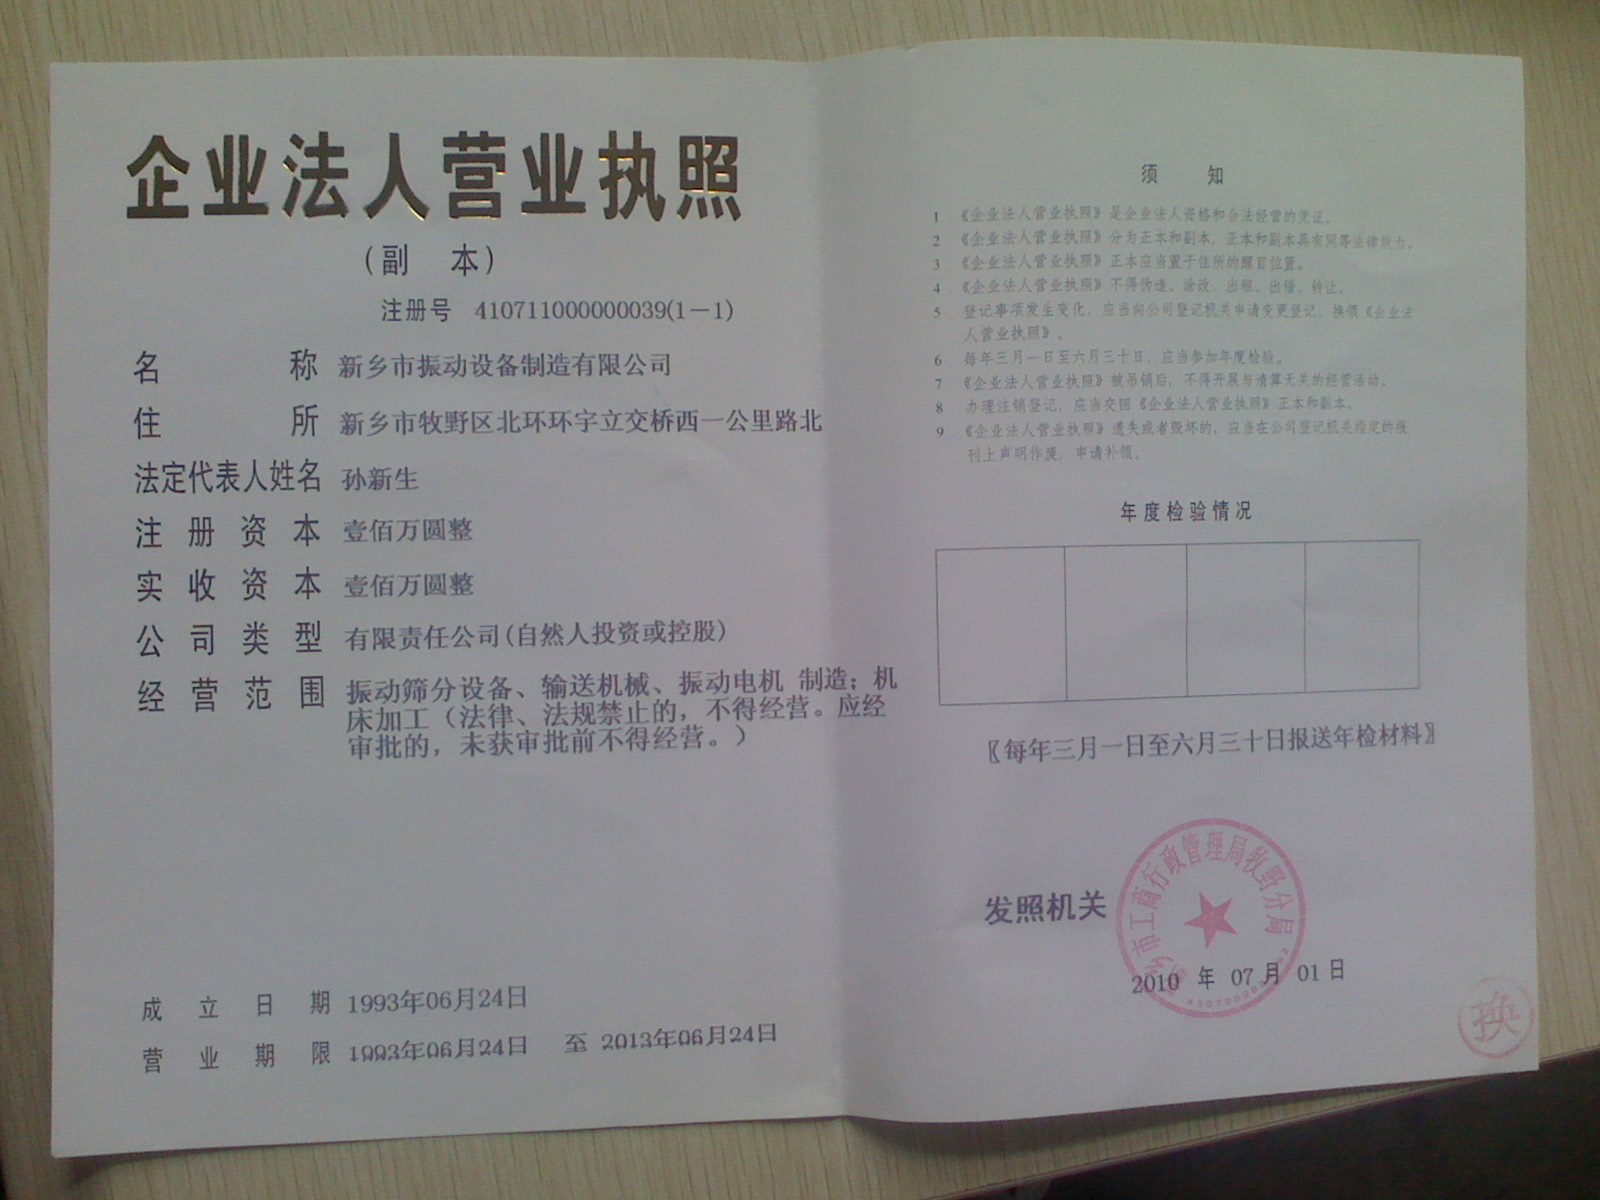 企业法人营业执照
(副 本)
注册号 410711000000039(1-1)
名 称 新乡市振动设备制造有限公司
住 所 新乡市牧野区北环环宇立交桥西一公里路北
法定代表人姓名 孙新生
注册资本 壹佰万圆整
实收资本 壹佰万圆整
公司类型 有限责任公司(自然人投资或控股)
经营范围 振动筛分设备、输送机械、振动电机 制造；机
床加工（法律、法规禁止的，不得经营。应经
审批的，未获审批前不得经营。）
成立日期 1993年06月24日
营业期限 1993年06月24日 至 2013年06月24日
须 知
1 《企业法人营业执照》是企业法人资格和合法经营的凭证。
2 《企业法人营业执照》分为正本和副本，正本和副本具有同等法律效力。
3 《企业法人营业执照》正本应当置于住所的醒目位置。
4 《企业法人营业执照》不得伪造、涂改、出租、出借、转让。
5 登记事项发生变化，应当向公司登记机关申请变更登记，换领《企业法
人营业执照》。
6 每年三月一日至六月三十日，应当参加年度检验。
7 《企业法人营业执照》被吊销后，不得开展与清算无关的经营活动。
8 办理注销登记，应当交回《企业法人营业执照》正本和副本。
9 《企业法人营业执照》遗失或者毁坏的，应当在公司登记机关指定的报
刊上声明作废，申请补领。
年度检验情况
〖每年三月一日至六月三十日报送年检材料〗
发照机关
乡市工商行政管理局牧野分局
2010 年 07 月 01 日
换